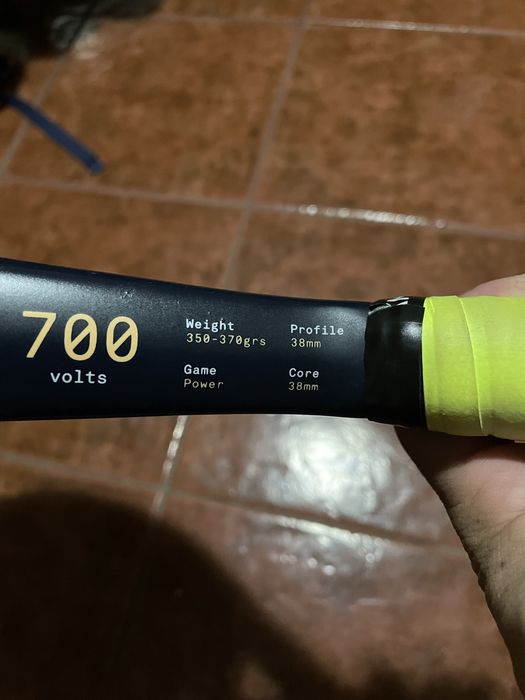 700
volts
Weight
350-370grs
Profile
38mm
Game
Power
Core
38mm